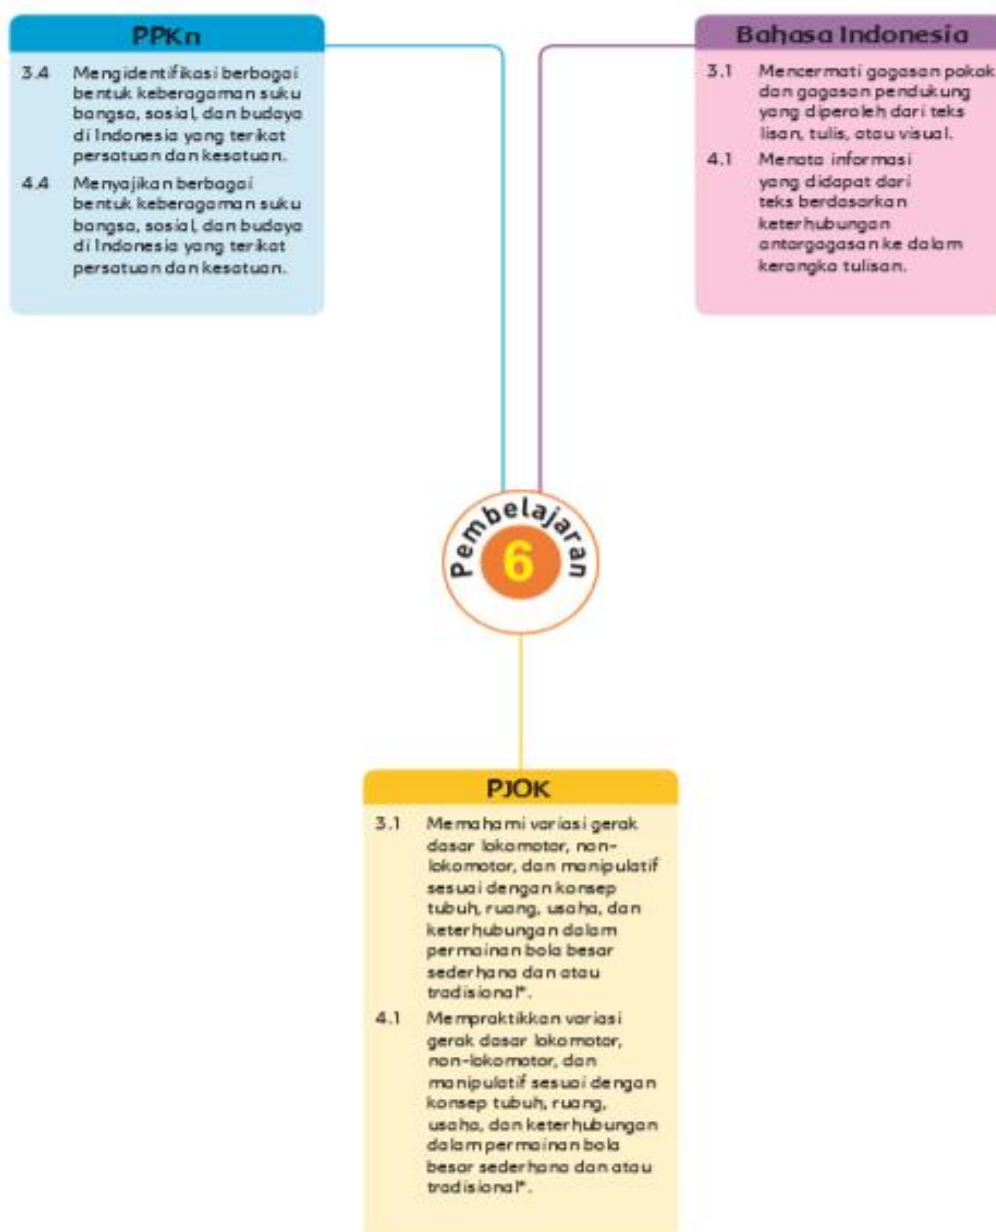 PPKn
3.4 Mengidentifikasi berbagai
bentuk keberagaman suku
bangsa, sosial, dan budaya
di Indonesia yang terikat
persatuan dan kesatuan.
4.4 Menyajikan berbagai
bentuk keberagaman suku
bangsa, sosial, dan budaya
di Indonesia yang terikat
persatuan dan kesatuan.
Bahasa Indonesia
3.1 Mencermati gagasan pokok
dan gagasan pendukung
yang diperoleh dari teks
lisan, tulis, atau visual.
4.1 Menata informasi
yang didapat dari
teks berdasarkan
keterhubungan
antargagasan ke dalam
kerangka tulisan.
Pembelajaran
6
PJOK
3.1 Memahami variasi gerak
dasar lokomotor, non-
lokomotor, dan manipulatif
sesuai dengan konsep
tubuh, ruang, usaha, dan
keterhubungan dalam
permainan bola besar
sederhana dan atau
tradisional*.
4.1 Mempraktikkan variasi
gerak dasar lokomotor,
non-lokomotor, dan
manipulatif sesuai dengan
konsep tubuh, ruang,
usaha, dan keterhubungan
dalam permainan bola
besar sederhana dan atau
tradisional*.